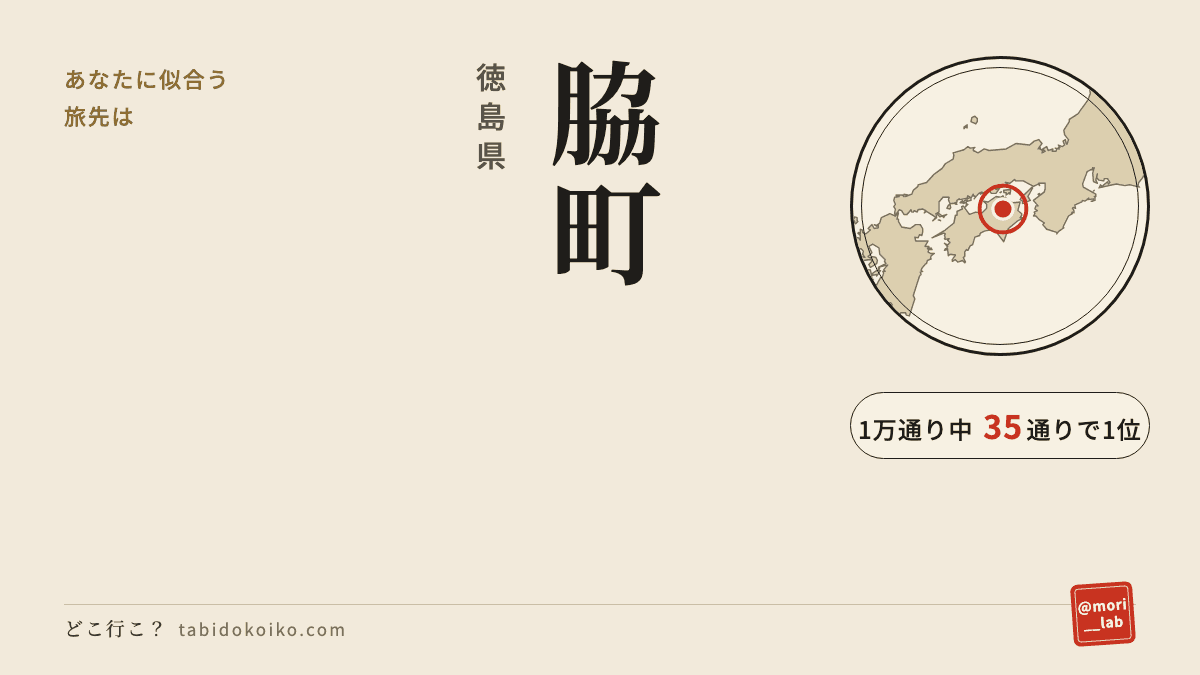 あなたに似合う
旅先は
脇町
徳島県
1万通り中 35通りで1位
どこ行こ？ tabidokoiko.com
@mori
__lab